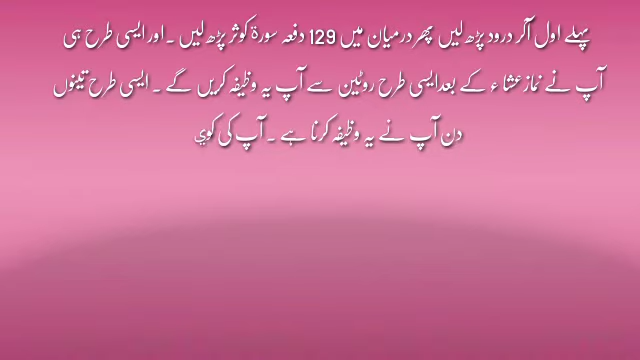 پہلے اول آگر درود پڑھ لیں پھر درمیان میں 129 دفعہ سورۃ کوثر پڑھ لیں ۔اور ایسی طرح ہی
آپ نے نماز عشاء کے بعد ایسی طرح روٹین سے آپ یہ وظیفہ کریں گے ۔ ایسی طرح تینوں
دن آپ نے یہ وظیفہ کرنا ہے ۔ آپ کی کوي